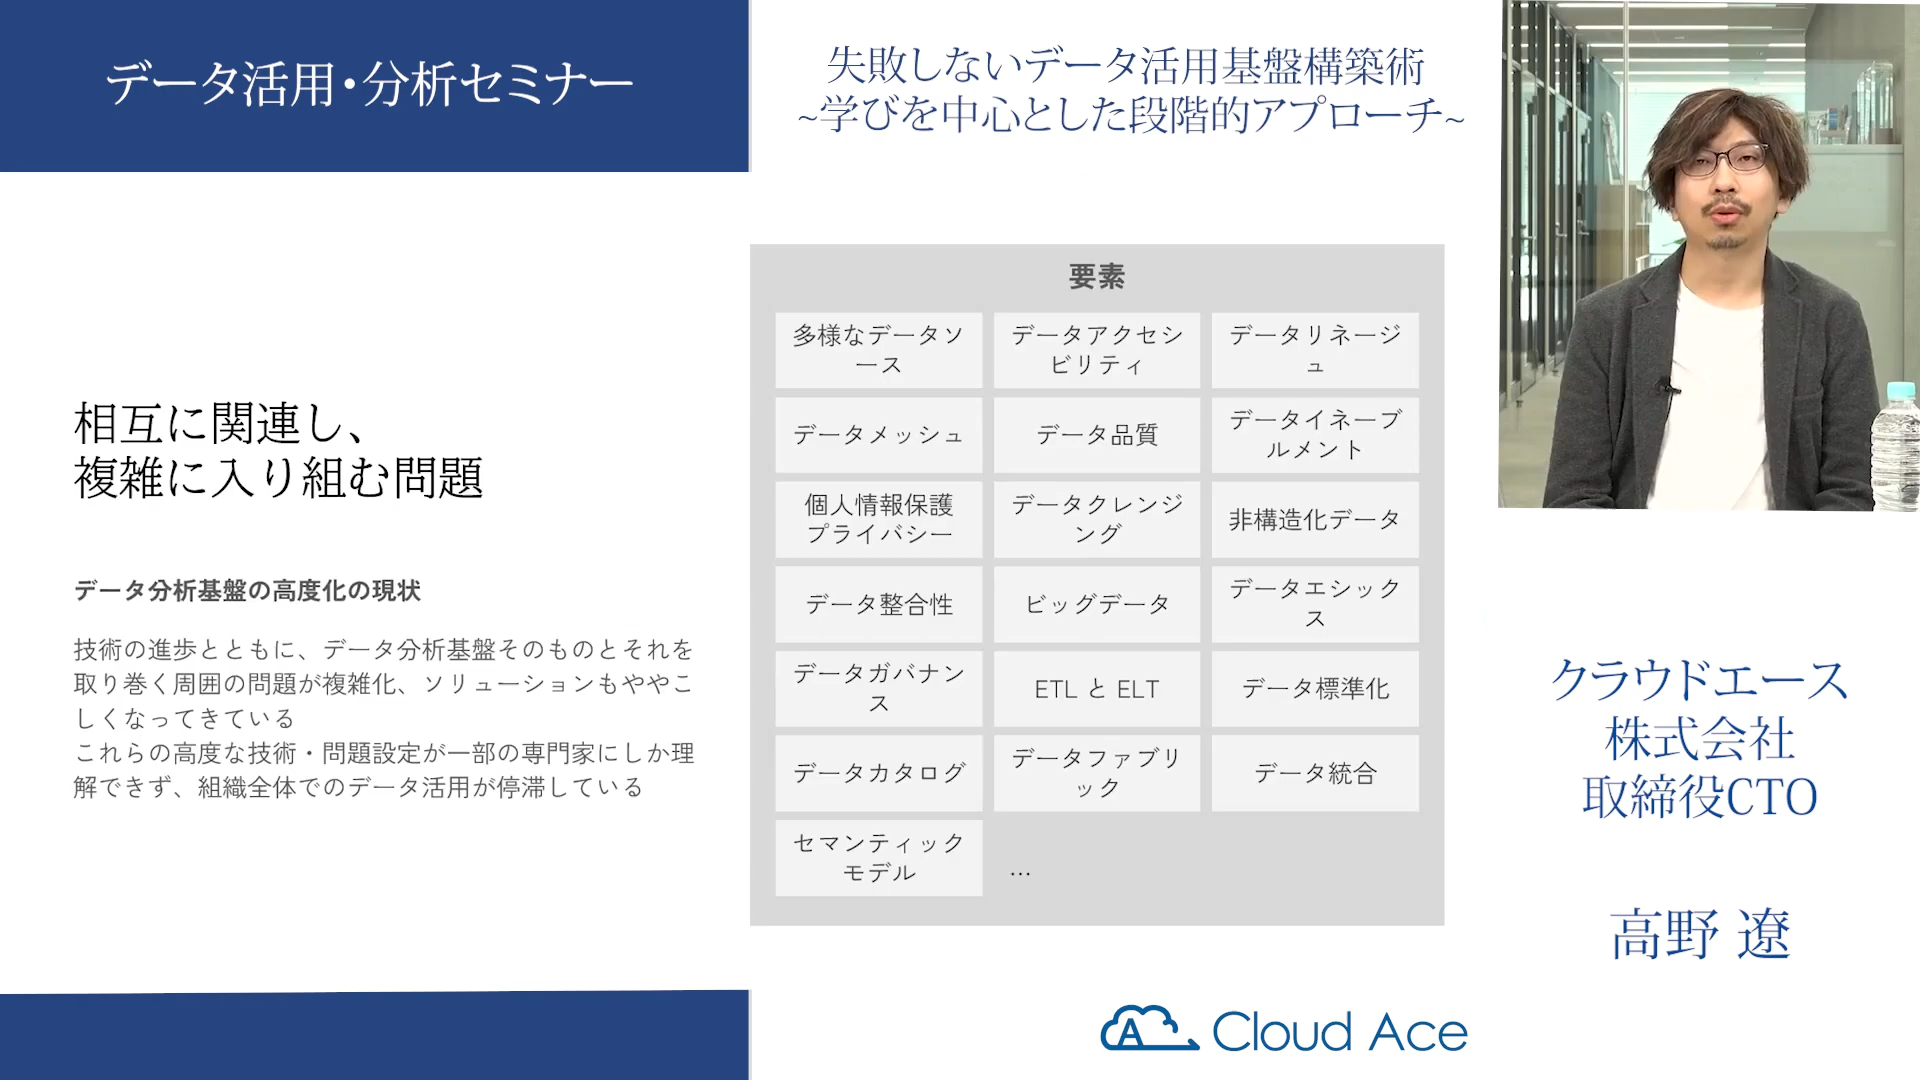 データ活用・分析セミナー
失敗しないデータ活用基盤構築術
~学びを中心とした段階的アプローチ~
相互に関連し、
複雑に入り組む問題
データ分析基盤の高度化の現状
技術の進歩とともに、データ分析基盤そのものとそれを
取り巻く周囲の問題が複雑化、ソリューションもややこ
しくなってきている
これらの高度な技術・問題設定が一部の専門家にしか理
解できず、組織全体でのデータ活用が停滞している
要素
多様なデータソ
ース
データアクセシ
ビリティ
データリネージ
ュ
データメッシュ
データ品質
データイネーブ
ルメント
個人情報保護
プライバシー
データクレンジ
ング
非構造化データ
データ整合性
ビッグデータ
データエシック
ス
データガバナン
ス
ETL と ELT
データ標準化
データカタログ
データファブリ
ック
データ統合
セマンティック
モデル
…
クラウドエース
株式会社
取締役CTO
高野 遼
A Cloud Ace